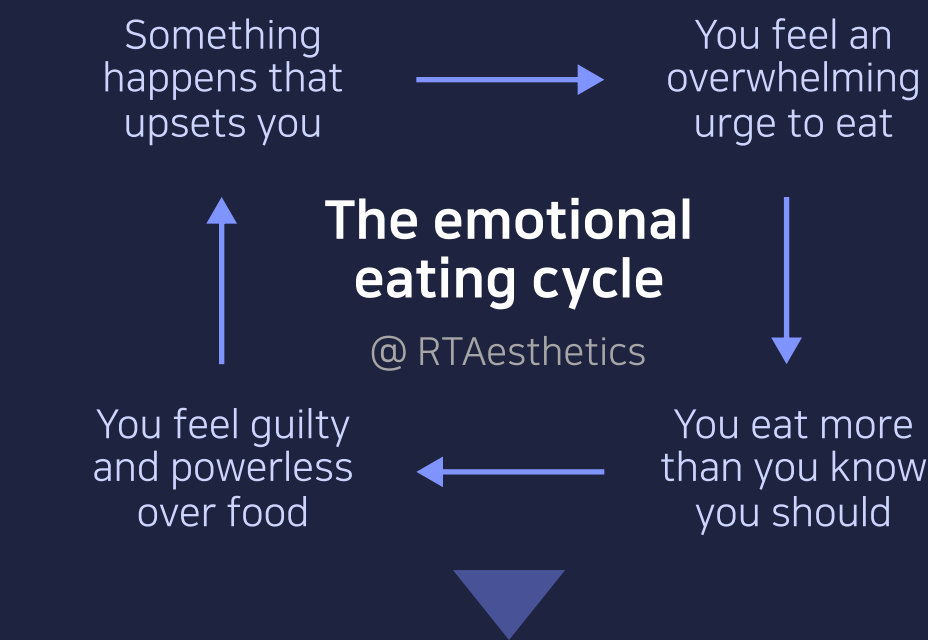 Something
happens that
upsets you
You feel an
overwhelming
urge to eat
The emotional
eating cycle
@ RTAesthetics
You feel guilty
and powerless
over food
You eat more
than you know
you should